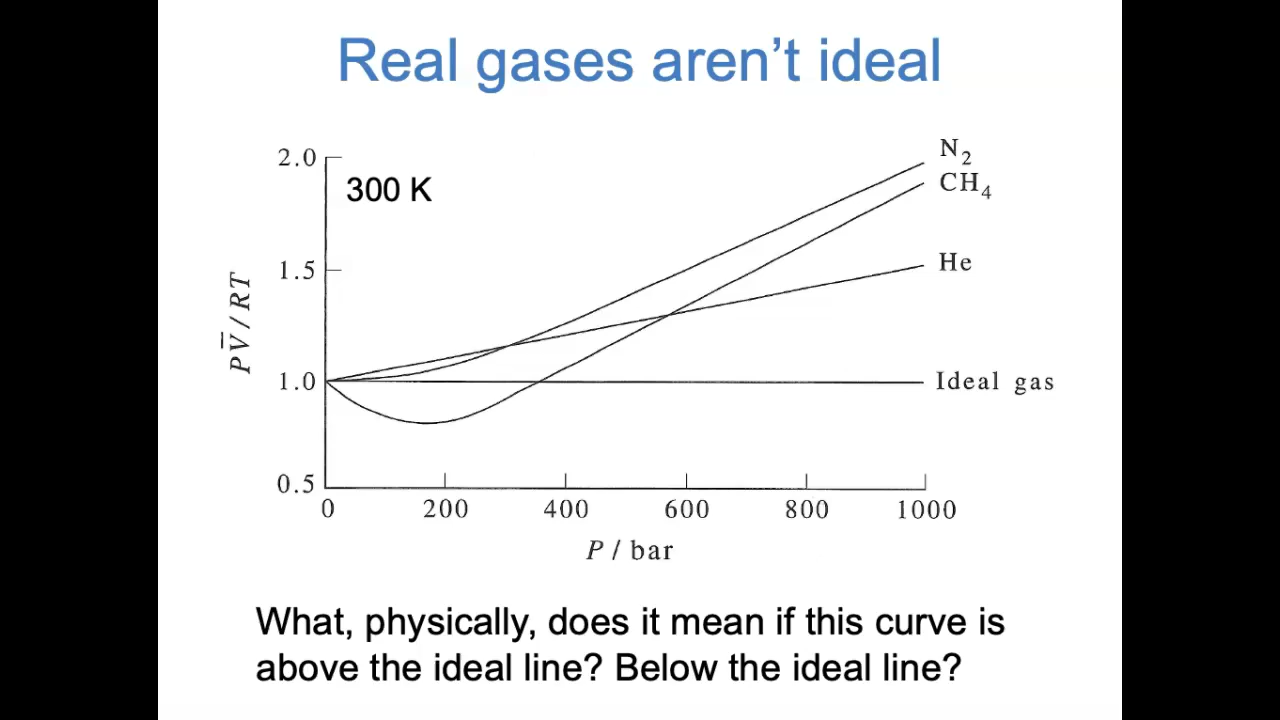 Real gases aren't ideal
2.0
300 K
N₂
CH₄
1.5
He
PV̅/RT
1.0
Ideal gas
0.5
0 200 400 600 800 1000
P / bar
What, physically, does it mean if this curve is
above the ideal line? Below the ideal line?